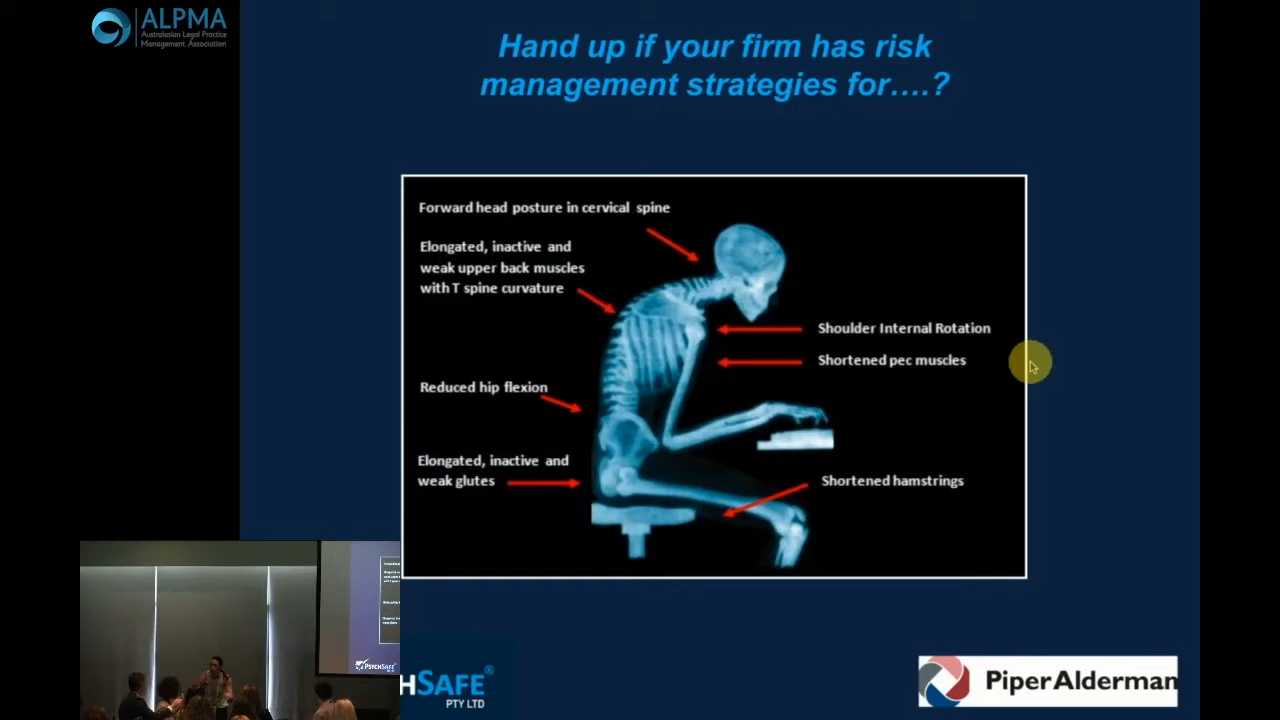 ALPMA
Australasian Legal Practice
Management Association
Hand up if your firm has risk
management strategies for….?
Forward head posture in cervical spine
Elongated, inactive and
weak upper back muscles
with T spine curvature
Shoulder Internal Rotation
Shortened pec muscles
Reduced hip flexion
Elongated, inactive and
weak glutes
Shortened hamstrings
PSYCHSAFE
HSAFE®
PTY LTD
PiperAlderman